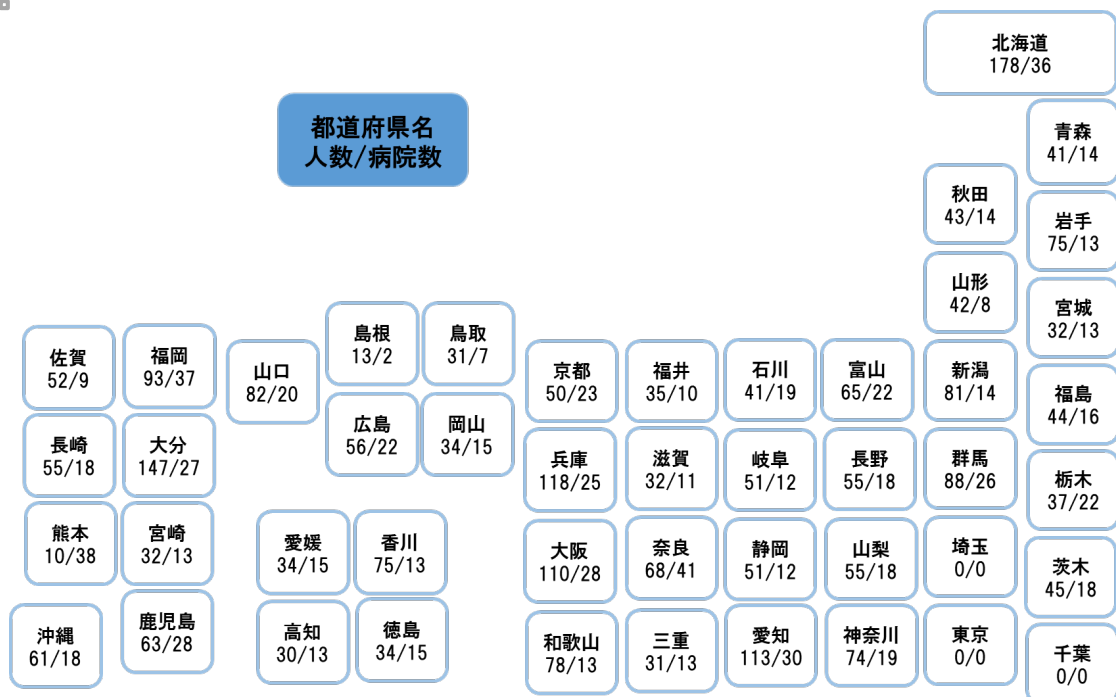 北海道
178/36
都道府県名
人数/病院数
青森
41/14
秋田
43/14
岩手
75/13
山形
42/8
宮城
32/13
島根
13/2
鳥取
31/7
佐賀
52/9
福岡
93/37
山口
82/20
京都
50/23
福井
35/10
石川
41/19
富山
65/22
新潟
81/14
福島
44/16
広島
56/22
岡山
34/15
長崎
55/18
大分
147/27
兵庫
118/25
滋賀
32/11
岐阜
51/12
長野
55/18
群馬
88/26
栃木
37/22
熊本
10/38
宮崎
32/13
愛媛
34/15
香川
75/13
大阪
110/28
奈良
68/41
静岡
51/12
山梨
55/18
埼玉
0/0
茨木
45/18
沖縄
61/18
鹿児島
63/28
高知
30/13
徳島
34/15
和歌山
78/13
三重
31/13
愛知
113/30
神奈川
74/19
東京
0/0
千葉
0/0